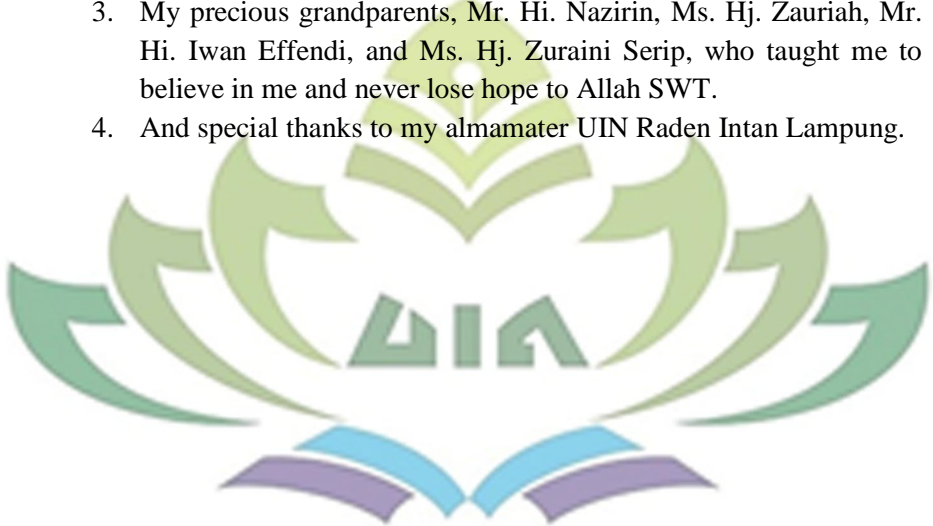 3. My precious grandparents, Mr. Hi. Nazirin, Ms. Hj. Zauriah, Mr.
Hi. Iwan Effendi, and Ms. Hj. Zuraini Serip, who taught me to
believe in me and never lose hope to Allah SWT.
4. And special thanks to my almamater UIN Raden Intan Lampung.
UIN